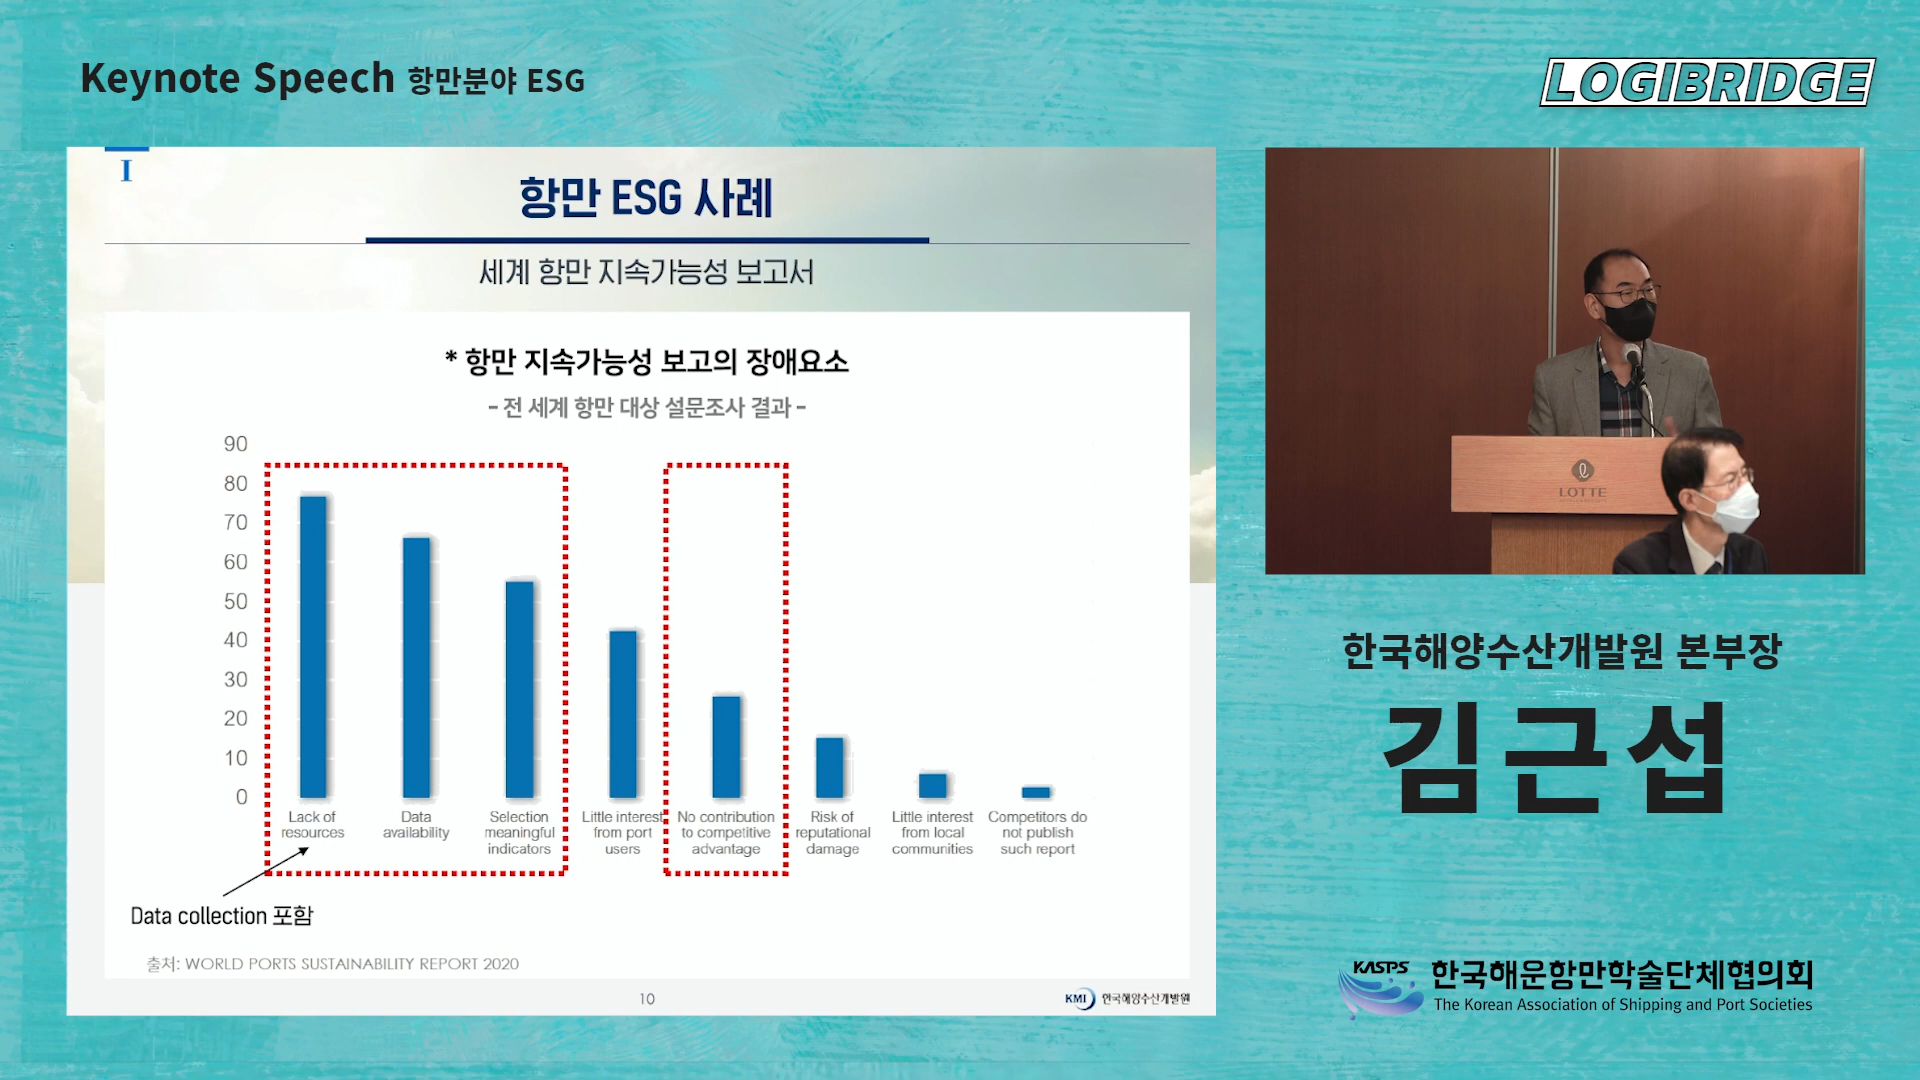 Keynote Speech 항만분야 ESG
LOGIBRIDGE
I
항만 ESG 사례
세계 항만 지속가능성 보고서
* 항만 지속가능성 보고의 장애요소
- 전 세계 항만 대상 설문조사 결과 -
90
80
70
60
50
40
30
20
10
0
Lack of
resources
Data
availability
Selection
meaningful
indicators
Little interest
from port
users
No contribution
to competitive
advantage
Risk of
reputational
damage
Little interest
from local
communities
Competitors do
not publish
such report
Data collection 포함
출처: WORLD PORTS SUSTAINABILITY REPORT 2020
10
KMI 한국해양수산개발원
LOTTE
한국해양수산개발원 본부장
김근섭
KASPS 한국해운항만학술단체협의회
The Korean Association of Shipping and Port Societies